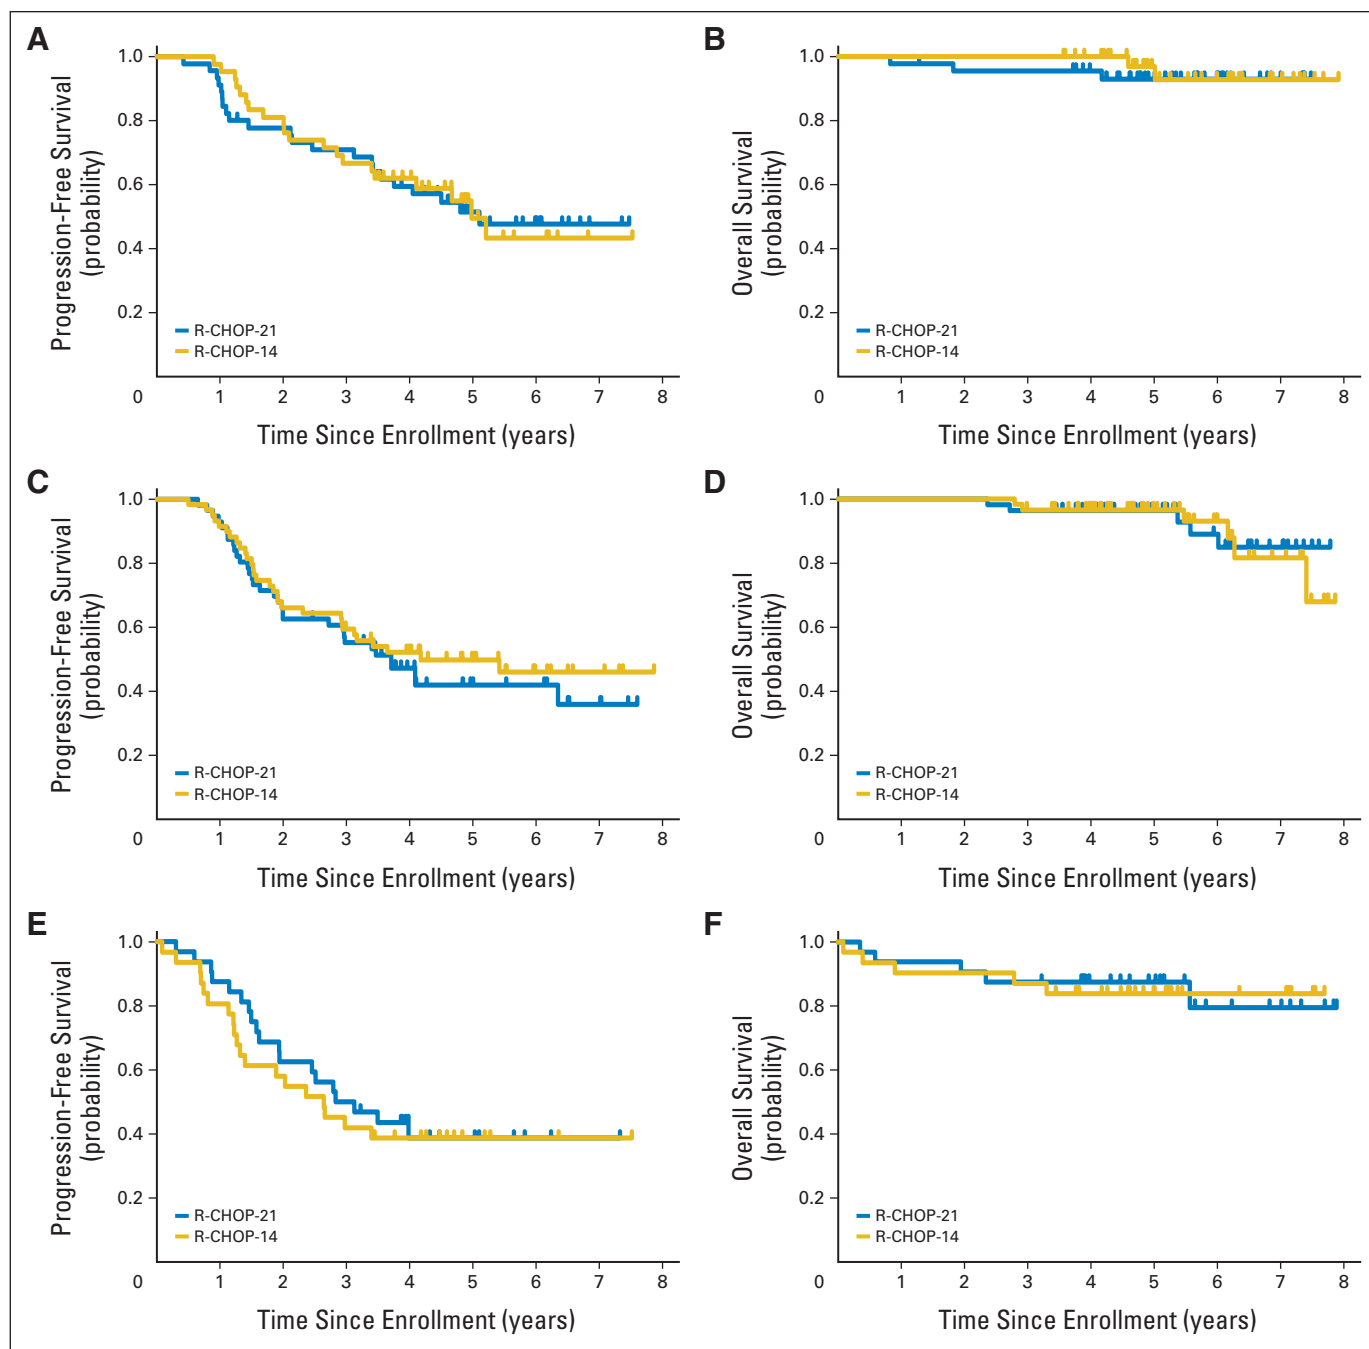 A
Progression-Free Survival
(probability)
1.0
0.8
0.6
0.4
0.2
R-CHOP-21
R-CHOP-14
0 1 2 3 4 5 6 7 8
Time Since Enrollment (years)
B
Overall Survival
(probability)
1.0
0.8
0.6
0.4
0.2
R-CHOP-21
R-CHOP-14
0 1 2 3 4 5 6 7 8
Time Since Enrollment (years)
C
Progression-Free Survival
(probability)
1.0
0.8
0.6
0.4
0.2
R-CHOP-21
R-CHOP-14
0 1 2 3 4 5 6 7 8
Time Since Enrollment (years)
D
Overall Survival
(probability)
1.0
0.8
0.6
0.4
0.2
R-CHOP-21
R-CHOP-14
0 1 2 3 4 5 6 7 8
Time Since Enrollment (years)
E
Progression-Free Survival
(probability)
1.0
0.8
0.6
0.4
0.2
R-CHOP-21
R-CHOP-14
0 1 2 3 4 5 6 7 8
Time Since Enrollment (years)
F
Overall Survival
(probability)
1.0
0.8
0.6
0.4
0.2
R-CHOP-21
R-CHOP-14
0 1 2 3 4 5 6 7 8
Time Since Enrollment (years)